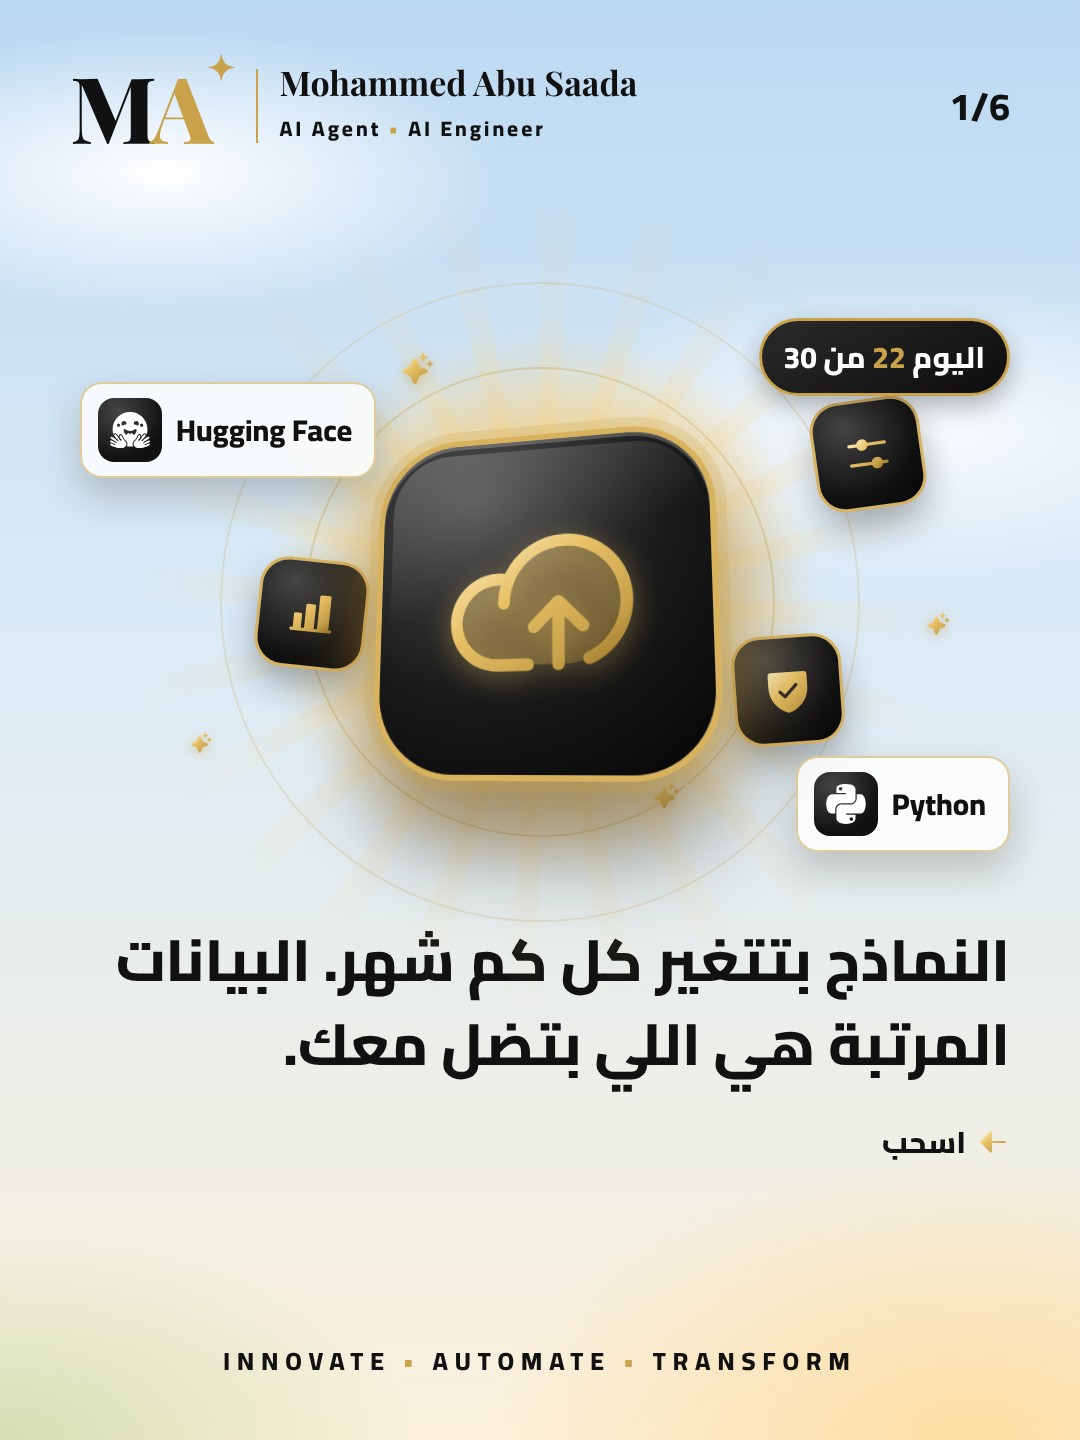 MA
Mohammed Abu Saada
AI Agent ▪ AI Engineer
1/6
اليوم 22 من 30
Hugging Face
Python
النماذج بتتغير كل كم شهر. البيانات
المرتبة هي اللي بتضل معك.
اسحب
INNOVATE ▪ AUTOMATE ▪ TRANSFORM